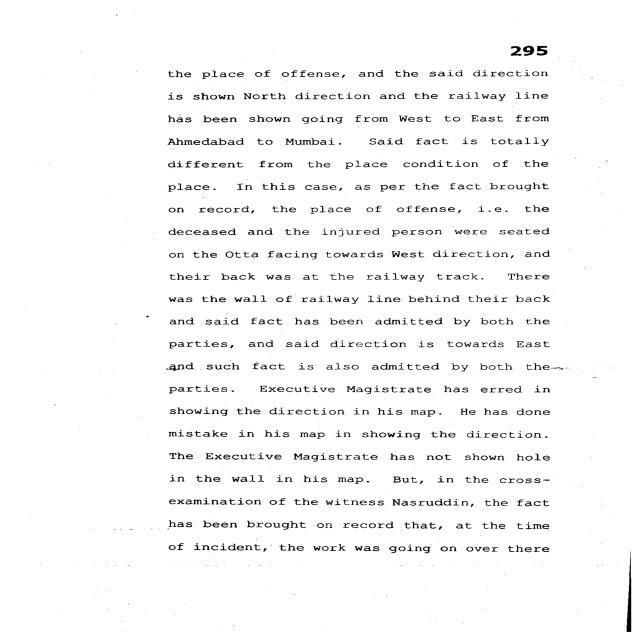 295
the place of offense, and the said direction
is shown North direction and the railway line
has been shown going from West to East from
Ahmedabad to Mumbai. Said fact is totally
different from the place condition of the
place. In this case, as per the fact brought
on record, the place of offense, i.e. the
deceased and the injured person were seated
on the Otta facing towards West direction, and
their back was at the railway track. There
was the wall of railway line behind their back
and said fact has been admitted by both the
parties, and said direction is towards East
and such fact is also admitted by both the
parties. Executive Magistrate has erred in
showing the direction in his map. He has done
mistake in his map in showing the direction.
The Executive Magistrate has not shown hole
in the wall in his map. But, in the cross-
examination of the witness Nasruddin, the fact
has been brought on record that, at the time
of incident, the work was going on over there